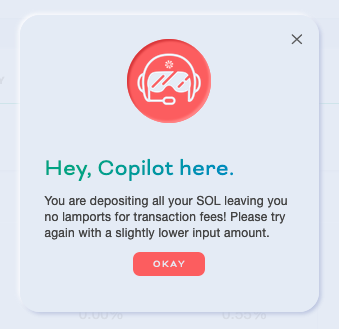 Hey, Copilot here.
You are depositing all your SOL leaving you
no lamports for transaction fees! Please try
again with a slightly lower input amount.
OKAY